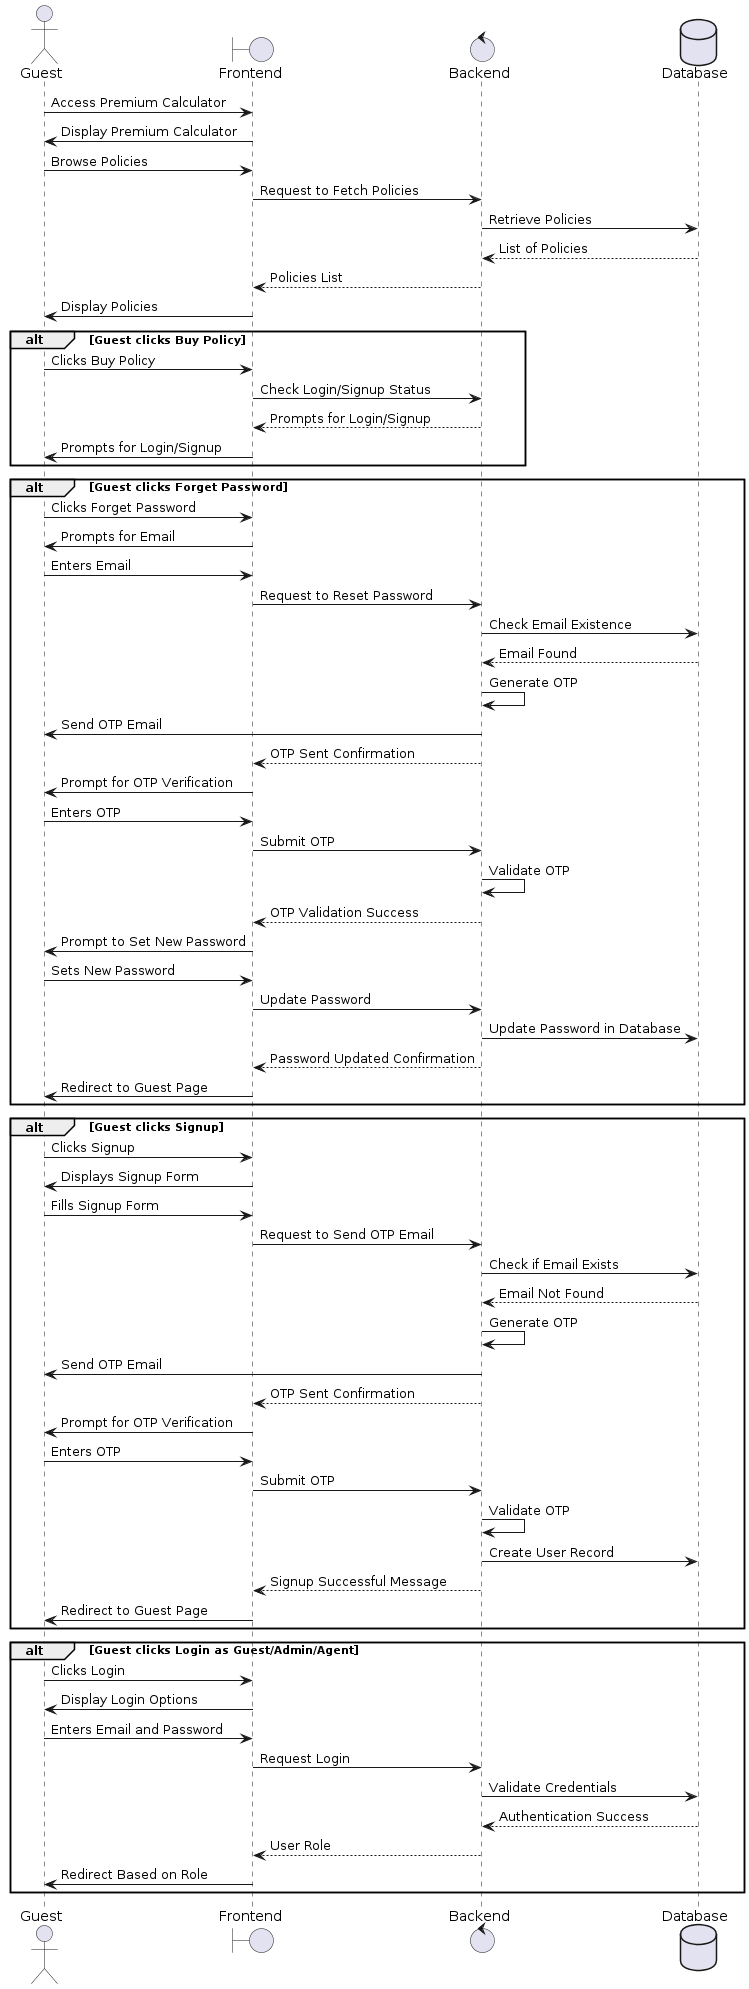 Guest
Frontend
Backend
Database
Access Premium Calculator
Display Premium Calculator
Browse Policies
Request to Fetch Policies
Retrieve Policies
List of Policies
Policies List
Display Policies
alt [Guest clicks Buy Policy]
Clicks Buy Policy
Check Login/Signup Status
Prompts for Login/Signup
Prompts for Login/Signup
alt [Guest clicks Forget Password]
Clicks Forget Password
Prompts for Email
Enters Email
Request to Reset Password
Check Email Existence
Email Found
Generate OTP
Send OTP Email
OTP Sent Confirmation
Prompt for OTP Verification
Enters OTP
Submit OTP
Validate OTP
OTP Validation Success
Prompt to Set New Password
Sets New Password
Update Password
Update Password in Database
Password Updated Confirmation
Redirect to Guest Page
alt [Guest clicks Signup]
Clicks Signup
Displays Signup Form
Fills Signup Form
Request to Send OTP Email
Check if Email Exists
Email Not Found
Generate OTP
Send OTP Email
OTP Sent Confirmation
Prompt for OTP Verification
Enters OTP
Submit OTP
Validate OTP
Create User Record
Signup Successful Message
Redirect to Guest Page
alt [Guest clicks Login as Guest/Admin/Agent]
Clicks Login
Display Login Options
Enters Email and Password
Request Login
Validate Credentials
Authentication Success
User Role
Redirect Based on Role
Guest
Frontend
Backend
Database